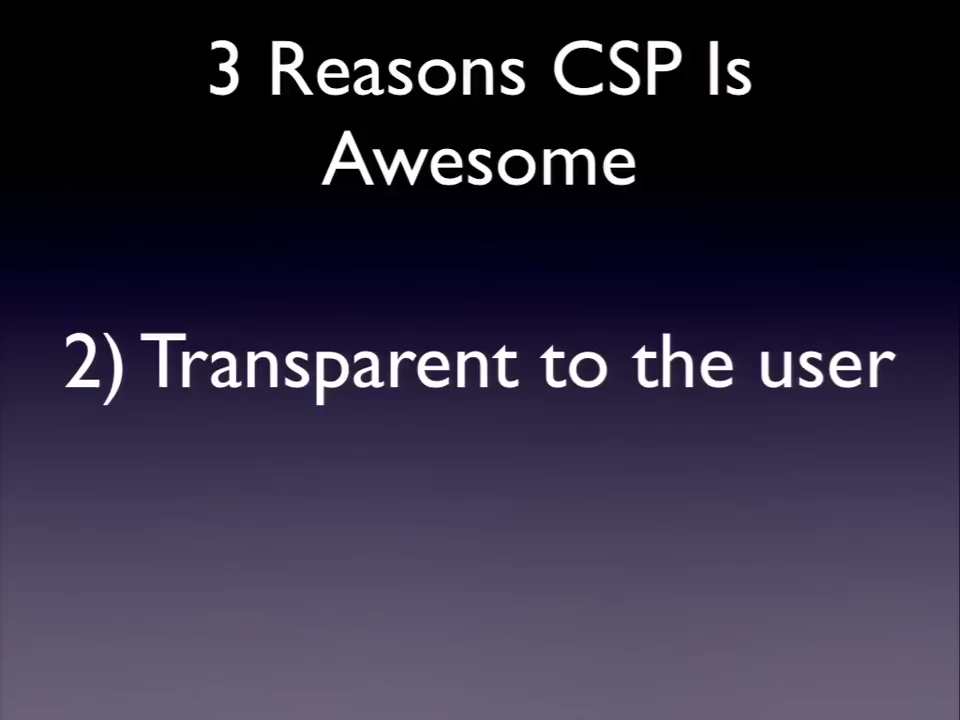 3 Reasons CSP Is
Awesome
2) Transparent to the user